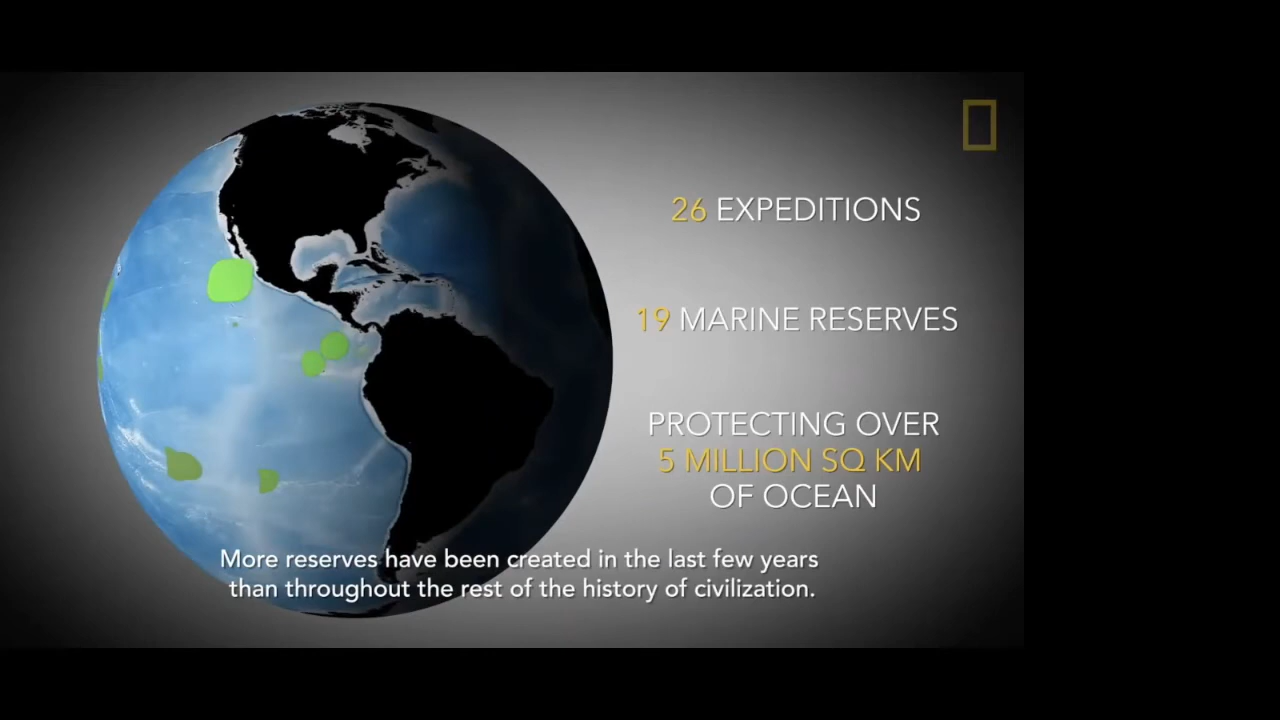 26 EXPEDITIONS
19 MARINE RESERVES
PROTECTING OVER
5 MILLION SQ KM
OF OCEAN
More reserves have been created in the last few years
than throughout the rest of the history of civilization.